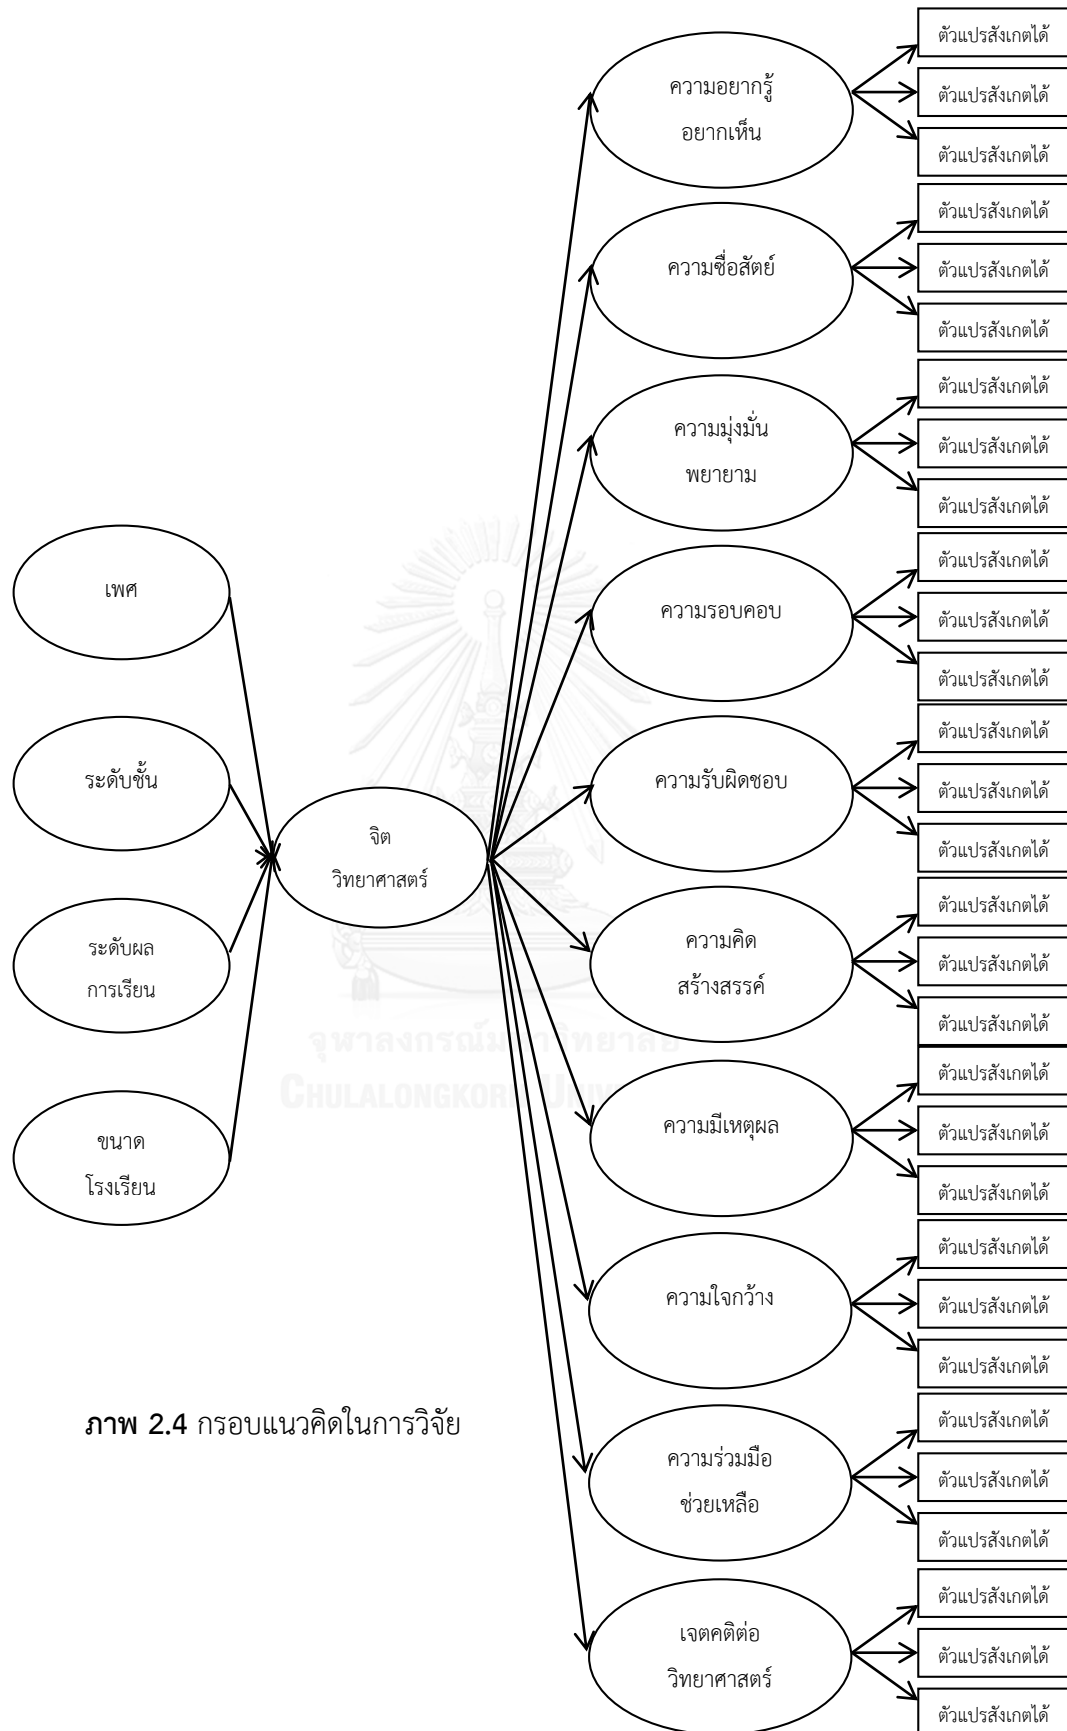 ตัวแปรสังเกตได้
ความอยากรู้
อยากเห็น
ตัวแปรสังเกตได้
ตัวแปรสังเกตได้
ตัวแปรสังเกตได้
ความซื่อสัตย์
ตัวแปรสังเกตได้
ตัวแปรสังเกตได้
ตัวแปรสังเกตได้
ความมุ่งมั่น
พยายาม
ตัวแปรสังเกตได้
ตัวแปรสังเกตได้
ตัวแปรสังเกตได้
เพศ
ความรอบคอบ
ตัวแปรสังเกตได้
ตัวแปรสังเกตได้
ตัวแปรสังเกตได้
ระดับชั้น
ความรับผิดชอบ
ตัวแปรสังเกตได้
ตัวแปรสังเกตได้
จิต
วิทยาศาสตร์
ตัวแปรสังเกตได้
ระดับผล
การเรียน
ความคิด
สร้างสรรค์
ตัวแปรสังเกตได้
ตัวแปรสังเกตได้
จุฬาลงกรณ์มหาวิทยาลัย
CHULALONGKORN UNIVERSITY
ตัวแปรสังเกตได้
ขนาด
โรงเรียน
ความมีเหตุผล
ตัวแปรสังเกตได้
ตัวแปรสังเกตได้
ตัวแปรสังเกตได้
ความใจกว้าง
ตัวแปรสังเกตได้
ตัวแปรสังเกตได้
ภาพ 2.4 กรอบแนวคิดในการวิจัย
ตัวแปรสังเกตได้
ความร่วมมือ
ช่วยเหลือ
ตัวแปรสังเกตได้
ตัวแปรสังเกตได้
ตัวแปรสังเกตได้
เจตคติต่อ
วิทยาศาสตร์
ตัวแปรสังเกตได้
ตัวแปรสังเกตได้